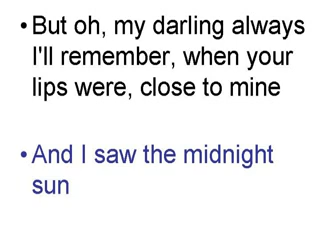 • But oh, my darling always
I'll remember, when your
lips were, close to mine
• And I saw the midnight
sun